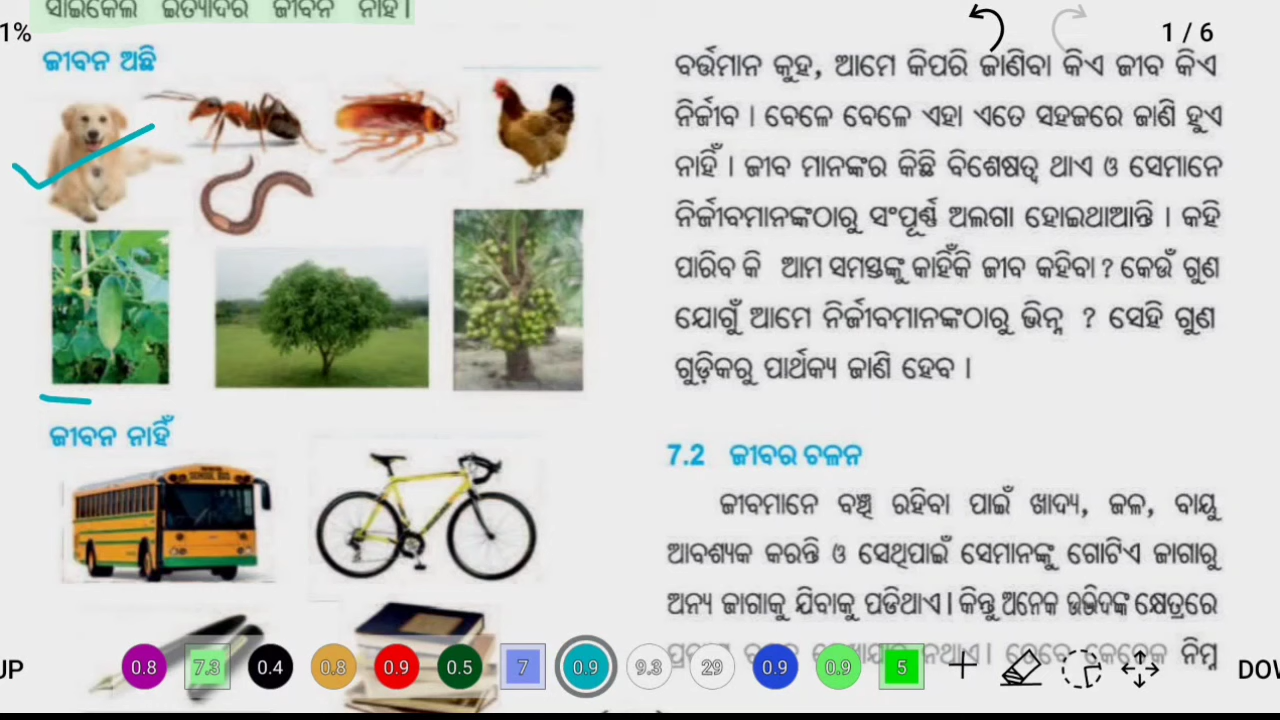 ସାଇକେଲ ଇତ୍ୟାଦିର ଜୀବନ ନାହିଁ।
1%
ଜୀବନ ଅଛି
ଜୀବନ ନାହିଁ
SCHOOL BUS
1 / 6
ବର୍ତ୍ତମାନ କୁହ, ଆମେ କିପରି ଜାଣିବା କିଏ ଜୀବ କିଏ
ନିର୍ଜୀବ । ବେଳେ ବେଳେ ଏହା ଏତେ ସହଜରେ ଜାଣି ହୁଏ
ନାହିଁ । ଜୀବ ମାନଙ୍କର କିଛି ବିଶେଷତ୍ୱ ଥାଏ ଓ ସେମାନେ
ନିର୍ଜୀବମାନଙ୍କଠାରୁ ସଂପୂର୍ଣ୍ଣ ଅଲଗା ହୋଇଥାଆନ୍ତି । କହି
ପାରିବ କି ଆମ ସମସ୍ତଙ୍କୁ କାହିଁକି ଜୀବ କହିବା ? କେଉଁ ଗୁଣ
ଯୋଗୁଁ ଆମେ ନିର୍ଜୀବମାନଙ୍କଠାରୁ ଭିନ୍ନ ? ସେହି ଗୁଣ
ଗୁଡ଼ିକରୁ ପାର୍ଥକ୍ୟ ଜାଣି ହେବ ।
7.2 ଜୀବର ଚଳନ
ଜୀବମାନେ ବଞ୍ଚି ରହିବା ପାଇଁ ଖାଦ୍ୟ, ଜଳ, ବାୟୁ
ଆବଶ୍ୟକ କରନ୍ତି ଓ ସେଥିପାଇଁ ସେମାନଙ୍କୁ ଗୋଟିଏ ଜାଗାରୁ
ଅନ୍ୟ ଜାଗାକୁ ଯିବାକୁ ପଡିଥାଏ । କିନ୍ତୁ ଅନେକ ଉଦ୍ଭିଦଙ୍କ କ୍ଷେତ୍ରରେ
ନିମ୍ନ
UP 0.8 7.3 0.4 0.8 0.9 0.5 7 0.9 9.3 29 0.9 0.9 5 DOW